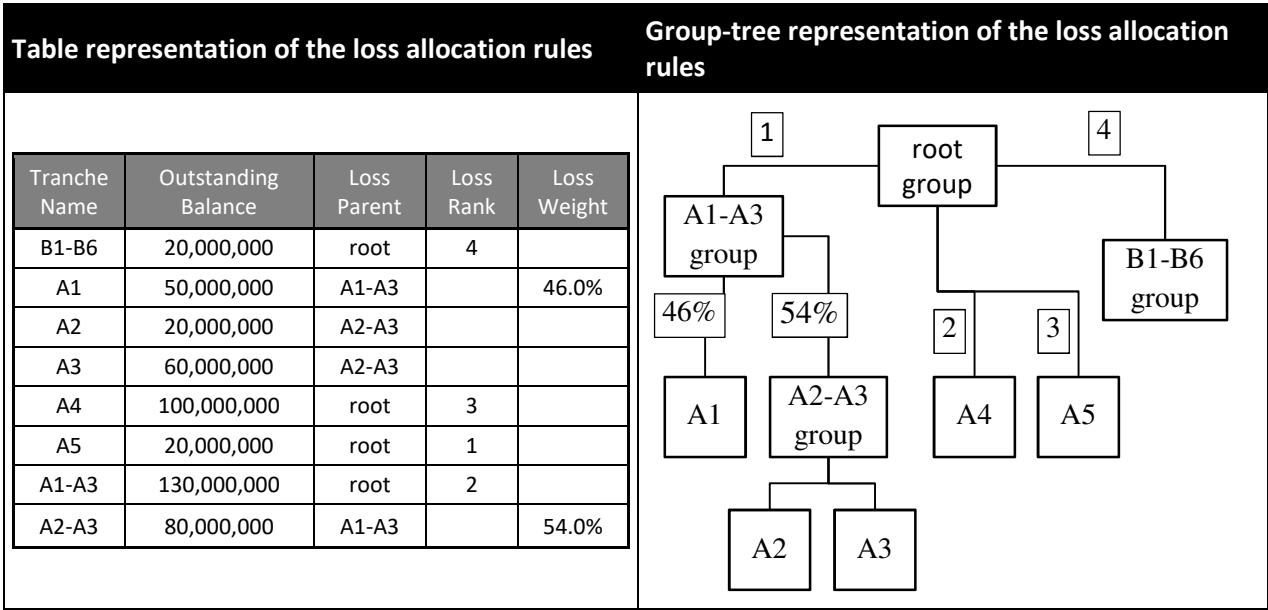 Table representation of the loss allocation rules
Group-tree representation of the loss allocation
rules
Tranche Name Outstanding Balance Loss Parent Loss Rank Loss Weight
B1-B6 20,000,000 root 4
A1 50,000,000 A1-A3 46.0%
A2 20,000,000 A2-A3
A3 60,000,000 A2-A3
A4 100,000,000 root 3
A5 20,000,000 root 1
A1-A3 130,000,000 root 2
A2-A3 80,000,000 A1-A3 54.0%
1
root
group
4
A1-A3
group
B1-B6
group
46%
54%
2
3
A1
A2-A3
group
A4
A5
A2
A3